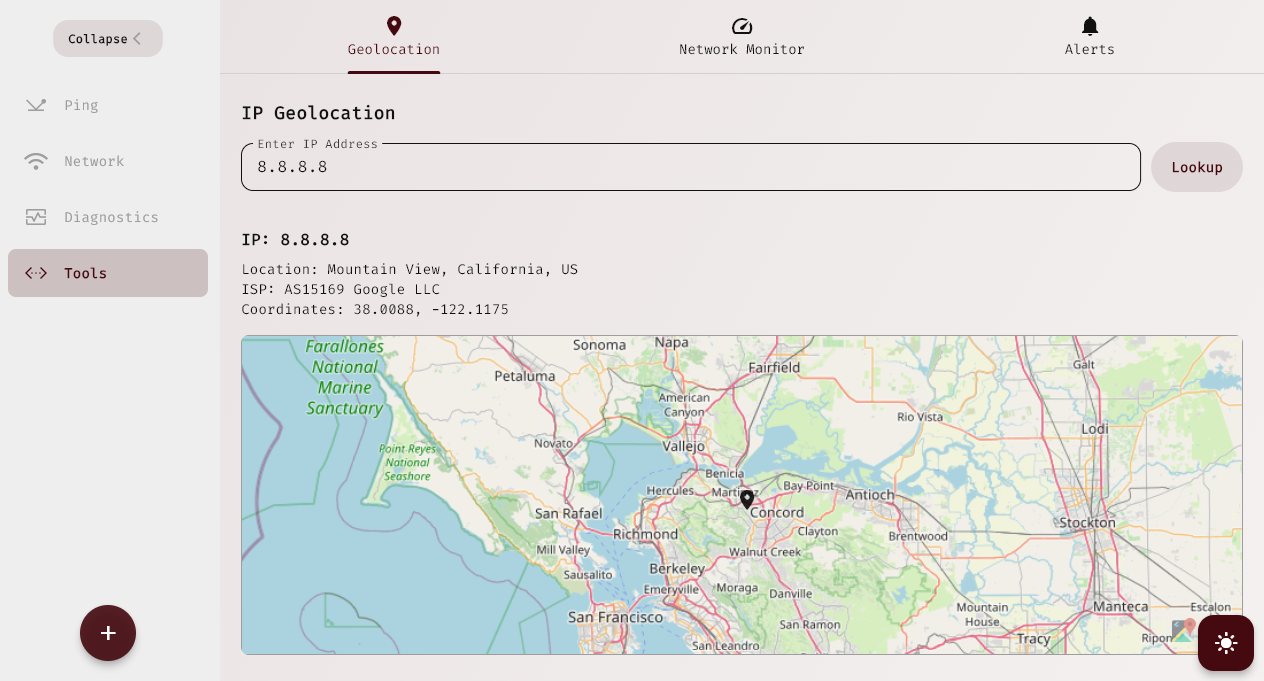 Collapse
Ping
Network
Diagnostics
Tools
Geolocation
Network Monitor
Alerts
IP Geolocation
Enter IP Address
8.8.8.8
Lookup
IP: 8.8.8.8
Location: Mountain View, California, US
ISP: AS15169 Google LLC
Coordinates: 38.0088, -122.1175
Farallones
National
Marine
Sanctuary
Sonoma
Napa
Petaluma
Fairfield
Galt
American
Canyon
Rio Vista
Lodi
Novato
Vallejo
Point Reyes
National
Seashore
Benicia
Hercules
Bay Point
Antioch
San Rafael
Concord
Stockton
Richmond
Clayton
Brentwood
Mill Valley
Walnut Creek
Berkeley
Sausalito
Emeryville
Moraga
Danville
Mountain
House
Manteca
Escalon
San Francisco
San Ramon
Tracy
Ripon
San Leandro